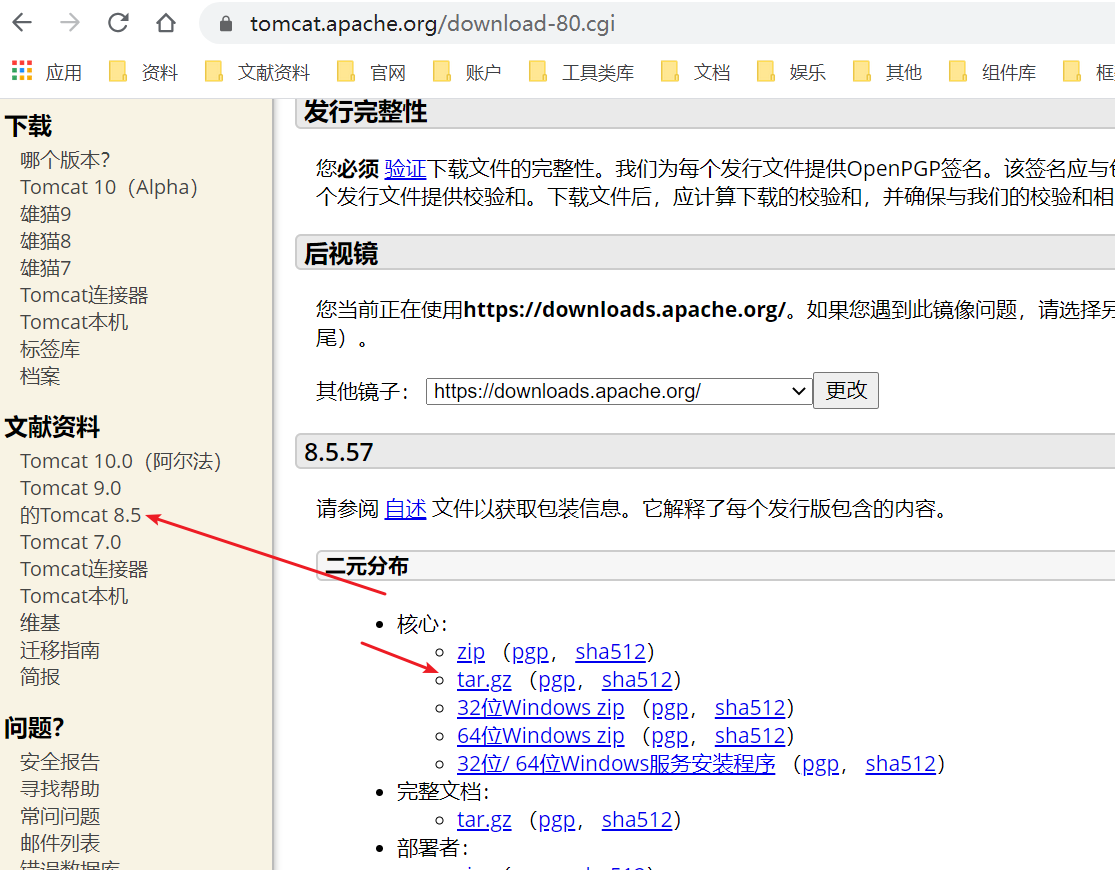 tomcat.apache.org/download-80.cgi
应用 资料 文献资料 官网 账户 工具类库 文档 娱乐 其他 组件库
下载
哪个版本？
Tomcat 10（Alpha）
雄猫9
雄猫8
雄猫7
Tomcat连接器
Tomcat本机
标签库
档案
文献资料
Tomcat 10.0（阿尔法）
Tomcat 9.0
的Tomcat 8.5
Tomcat 7.0
Tomcat连接器
Tomcat本机
维基
迁移指南
简报
问题？
安全报告
寻找帮助
常问问题
邮件列表
错误数据库
发行完整性
您必须 验证下载文件的完整性。我们为每个发行文件提供OpenPGP签名。该签名应与
个发行文件提供校验和。下载文件后，应计算下载的校验和，并确保与我们的校验和相
后视镜
您当前正在使用https://downloads.apache.org/。如果您遇到此镜像问题，请选择另
尾）。
其他镜子： https://downloads.apache.org/ 更改
8.5.57
请参阅 自述 文件以获取包装信息。它解释了每个发行版包含的内容。
二元分布
核心：
zip （pgp， sha512）
tar.gz （pgp， sha512）
32位Windows zip （pgp， sha512）
64位Windows zip （pgp， sha512）
32位/ 64位Windows服务安装程序 （pgp， sha512）
完整文档：
tar.gz （pgp， sha512）
部署者：